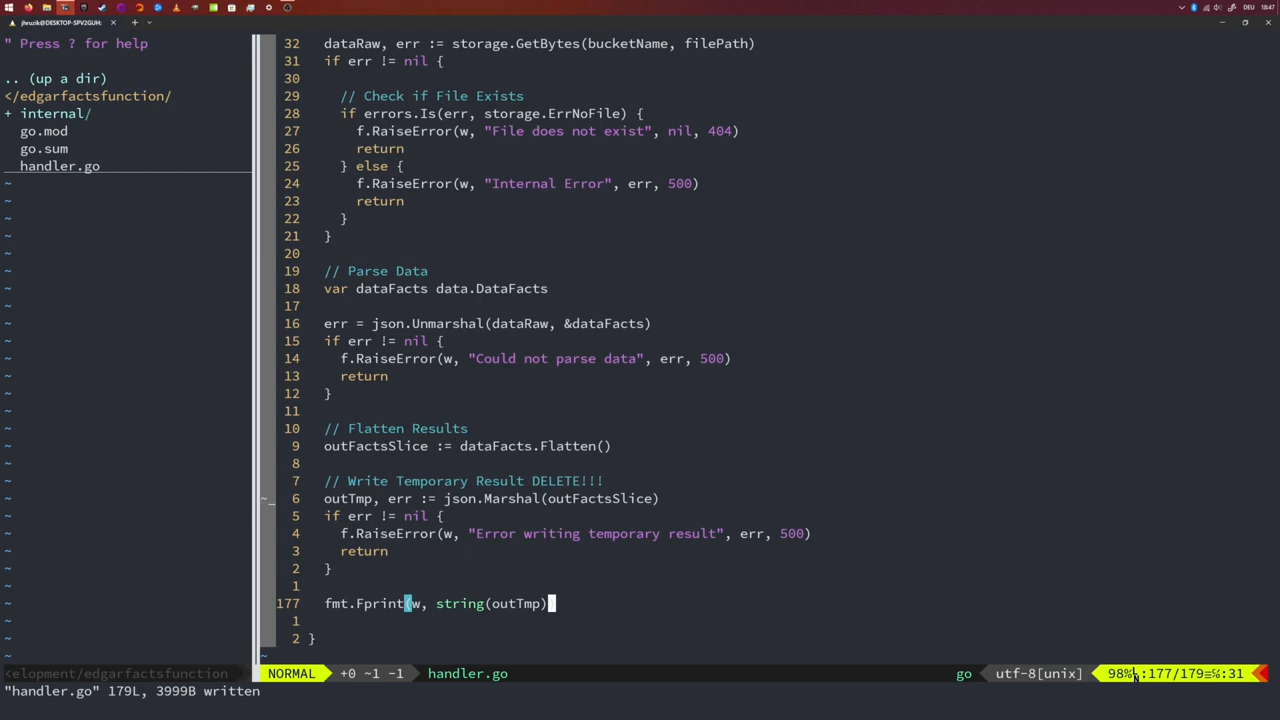 DEU 18:47
jhruzik@DESKTOP-SPV2GUH:
" Press ? for help
.. (up a dir)
</edgarfactsfunction/
+ internal/
go.mod
go.sum
handler.go
32 dataRaw, err := storage.GetBytes(bucketName, filePath)
31 if err != nil {
30
29 // Check if File Exists
28 if errors.Is(err, storage.ErrNoFile) {
27 f.RaiseError(w, "File does not exist", nil, 404)
26 return
25 } else {
24 f.RaiseError(w, "Internal Error", err, 500)
23 return
22 }
21 }
20
19 // Parse Data
18 var dataFacts data.DataFacts
17
16 err = json.Unmarshal(dataRaw, &dataFacts)
15 if err != nil {
14 f.RaiseError(w, "Could not parse data", err, 500)
13 return
12 }
11
10 // Flatten Results
9 outFactsSlice := dataFacts.Flatten()
8
7 // Write Temporary Result DELETE!!!
~_ 6 outTmp, err := json.Marshal(outFactsSlice)
5 if err != nil {
4 f.RaiseError(w, "Error writing temporary result", err, 500)
3 return
2 }
1
177 fmt.Fprint(w, string(outTmp))
1
2 }
<elopment/edgarfactsfunction
NORMAL +0 ~1 -1 handler.go go utf-8[unix] 98% :177/179≡℅:31
"handler.go" 179L, 3999B written